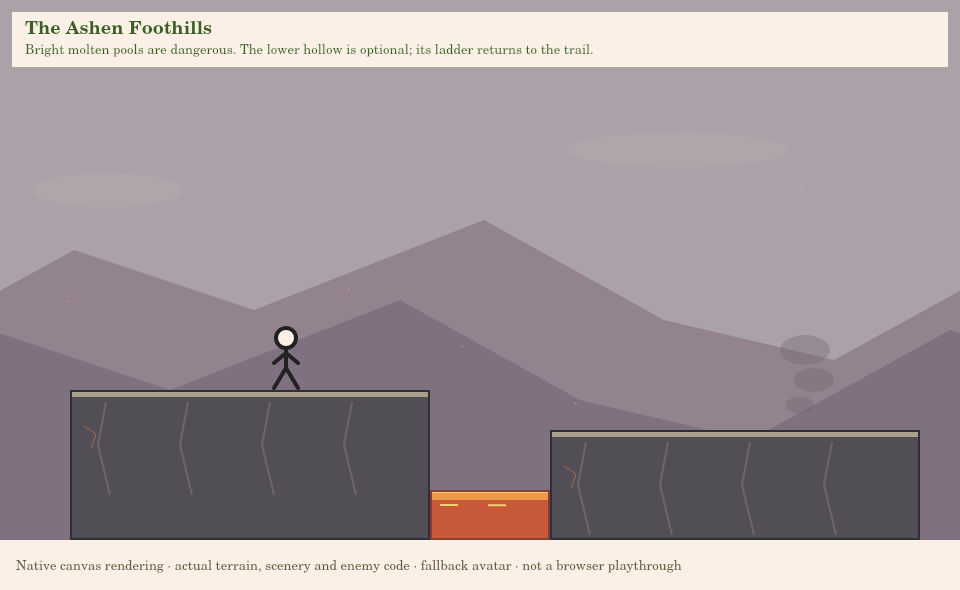 The Ashen Foothills
Bright molten pools are dangerous. The lower hollow is optional; its ladder returns to the trail.
Native canvas rendering · actual terrain, scenery and enemy code · fallback avatar · not a browser playthrough